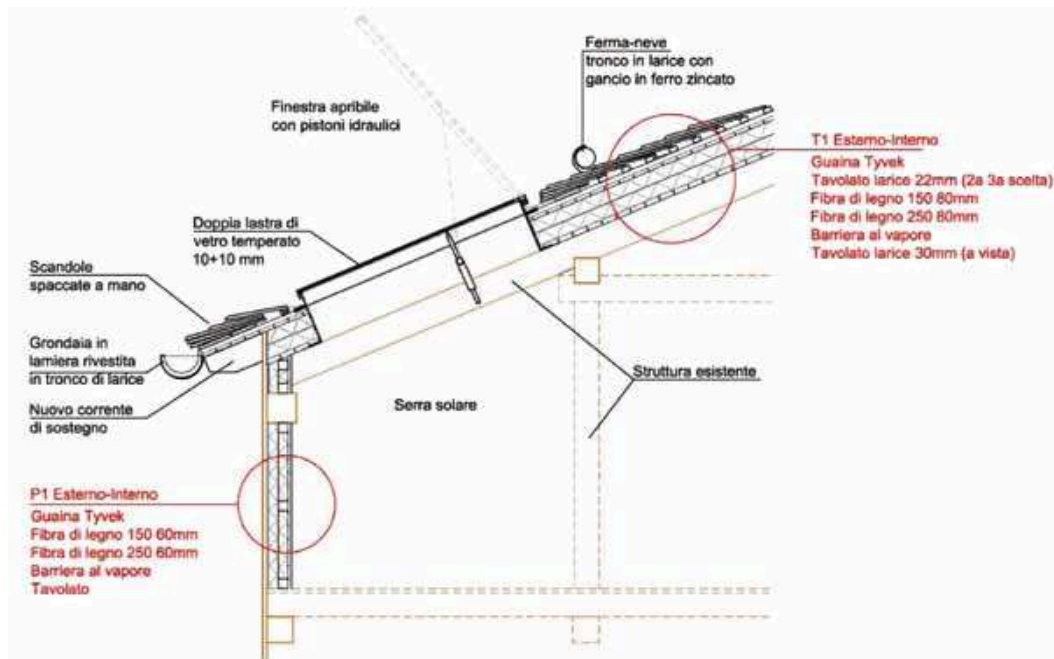 Ferma-neve
tronco in larice con
gancio in ferro zincato
Finestra apribile
con pistoni idraulici
T1 Esterno-Interno
Guaina Tyvek
Tavolato larice 22mm (2a 3a scelta)
Fibra di legno 150 80mm
Fibra di legno 250 80mm
Barriera al vapore
Tavolato larice 30mm (a vista)
Doppia lastra di
vetro temperato
10+10 mm
Scandole
spaccate a mano
Grondaia in
lamiera rivestita
in tronco di larice
Nuovo corrente
di sostegno
Serra solare
Struttura esistente
P1 Esterno-Interno
Guaina Tyvek
Fibra di legno 150 60mm
Fibra di legno 250 60mm
Barriera al vapore
Tavolato